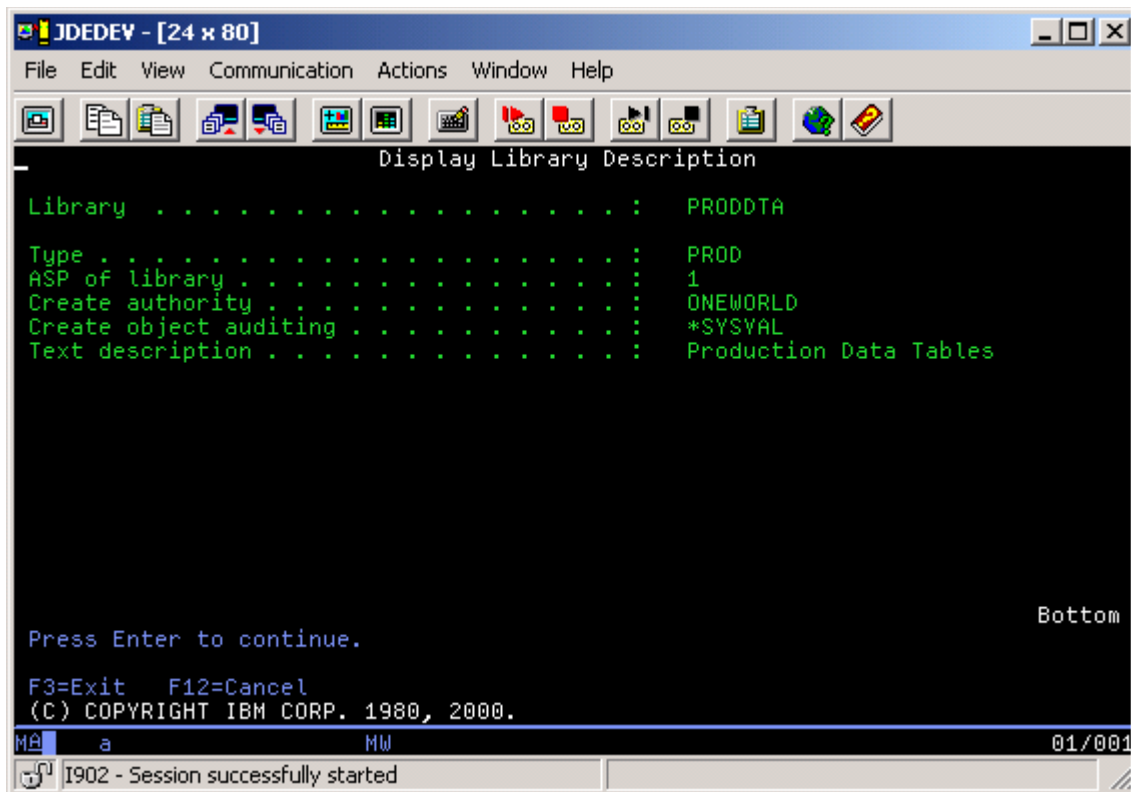 JDEDEV - [24 x 80]
File Edit View Communication Actions Window Help
Display Library Description
Library . . . . . . . . . . . . . . . . . : PRODDTA
Type . . . . . . . . . . . . . . . . . . . : PROD
ASP of library . . . . . . . . . . . . . . : 1
Create authority . . . . . . . . . . . . . : ONEWORLD
Create object auditing . . . . . . . . . . : *SYSVAL
Text description . . . . . . . . . . . . . : Production Data Tables
Bottom
Press Enter to continue.
F3=Exit F12=Cancel
(C) COPYRIGHT IBM CORP. 1980, 2000.
MA a MW 01/001
I902 - Session successfully started